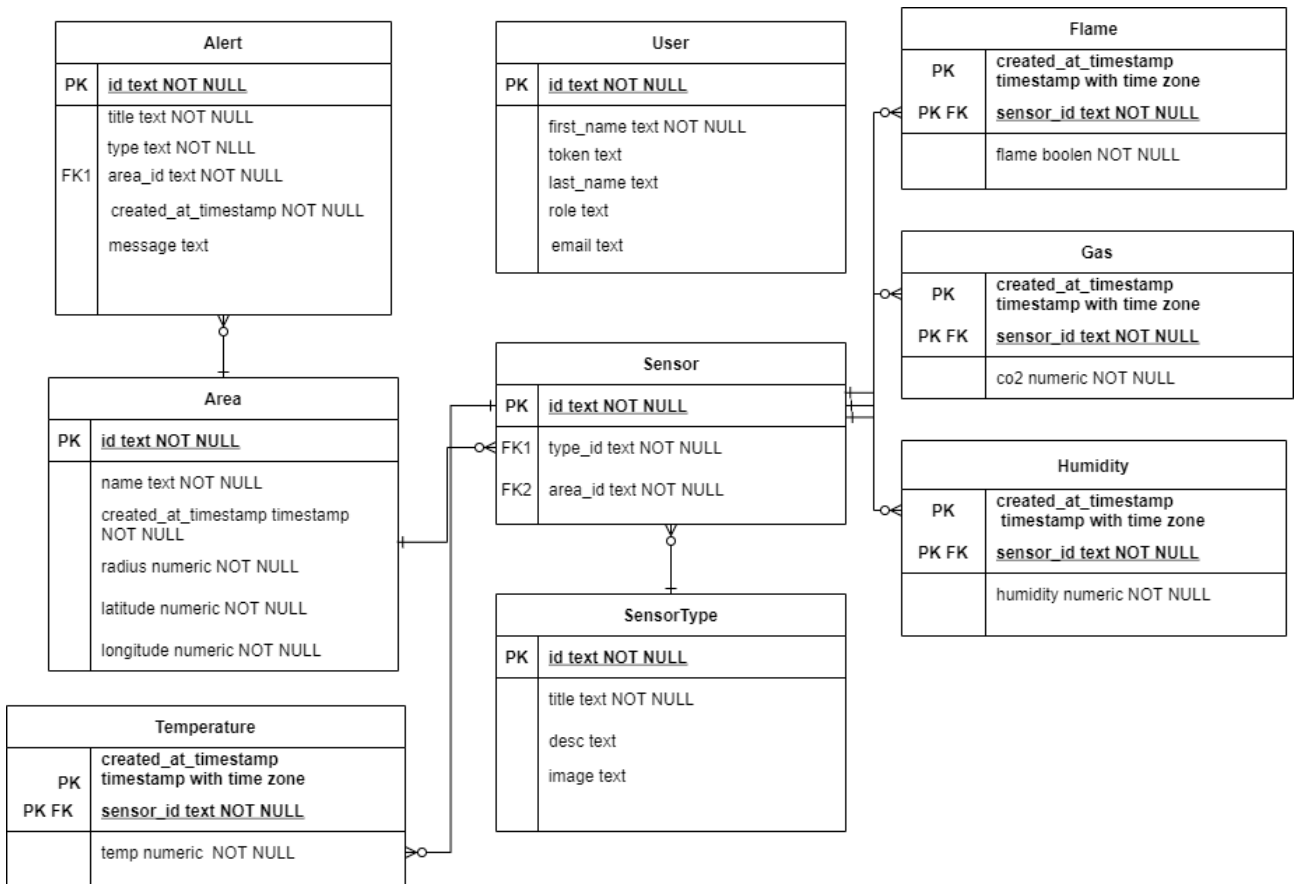 Alert
PK id text NOT NULL
title text NOT NULL
type text NOT NLLL
FK1 area_id text NOT NULL
created_at_timestamp NOT NULL
message text
User
PK id text NOT NULL
first_name text NOT NULL
token text
last_name text
role text
email text
Flame
PK created_at_timestamp
timestamp with time zone
PK FK sensor_id text NOT NULL
flame boolen NOT NULL
Gas
PK created_at_timestamp
timestamp with time zone
PK FK sensor_id text NOT NULL
co2 numeric NOT NULL
Area
PK id text NOT NULL
name text NOT NULL
created_at_timestamp timestamp
NOT NULL
radius numeric NOT NULL
latitude numeric NOT NULL
longitude numeric NOT NULL
Sensor
PK id text NOT NULL
FK1 type_id text NOT NULL
FK2 area_id text NOT NULL
Humidity
PK created_at_timestamp
timestamp with time zone
PK FK sensor_id text NOT NULL
humidity numeric NOT NULL
SensorType
PK id text NOT NULL
title text NOT NULL
desc text
image text
Temperature
PK created_at_timestamp
timestamp with time zone
PK FK sensor_id text NOT NULL
temp numeric NOT NULL